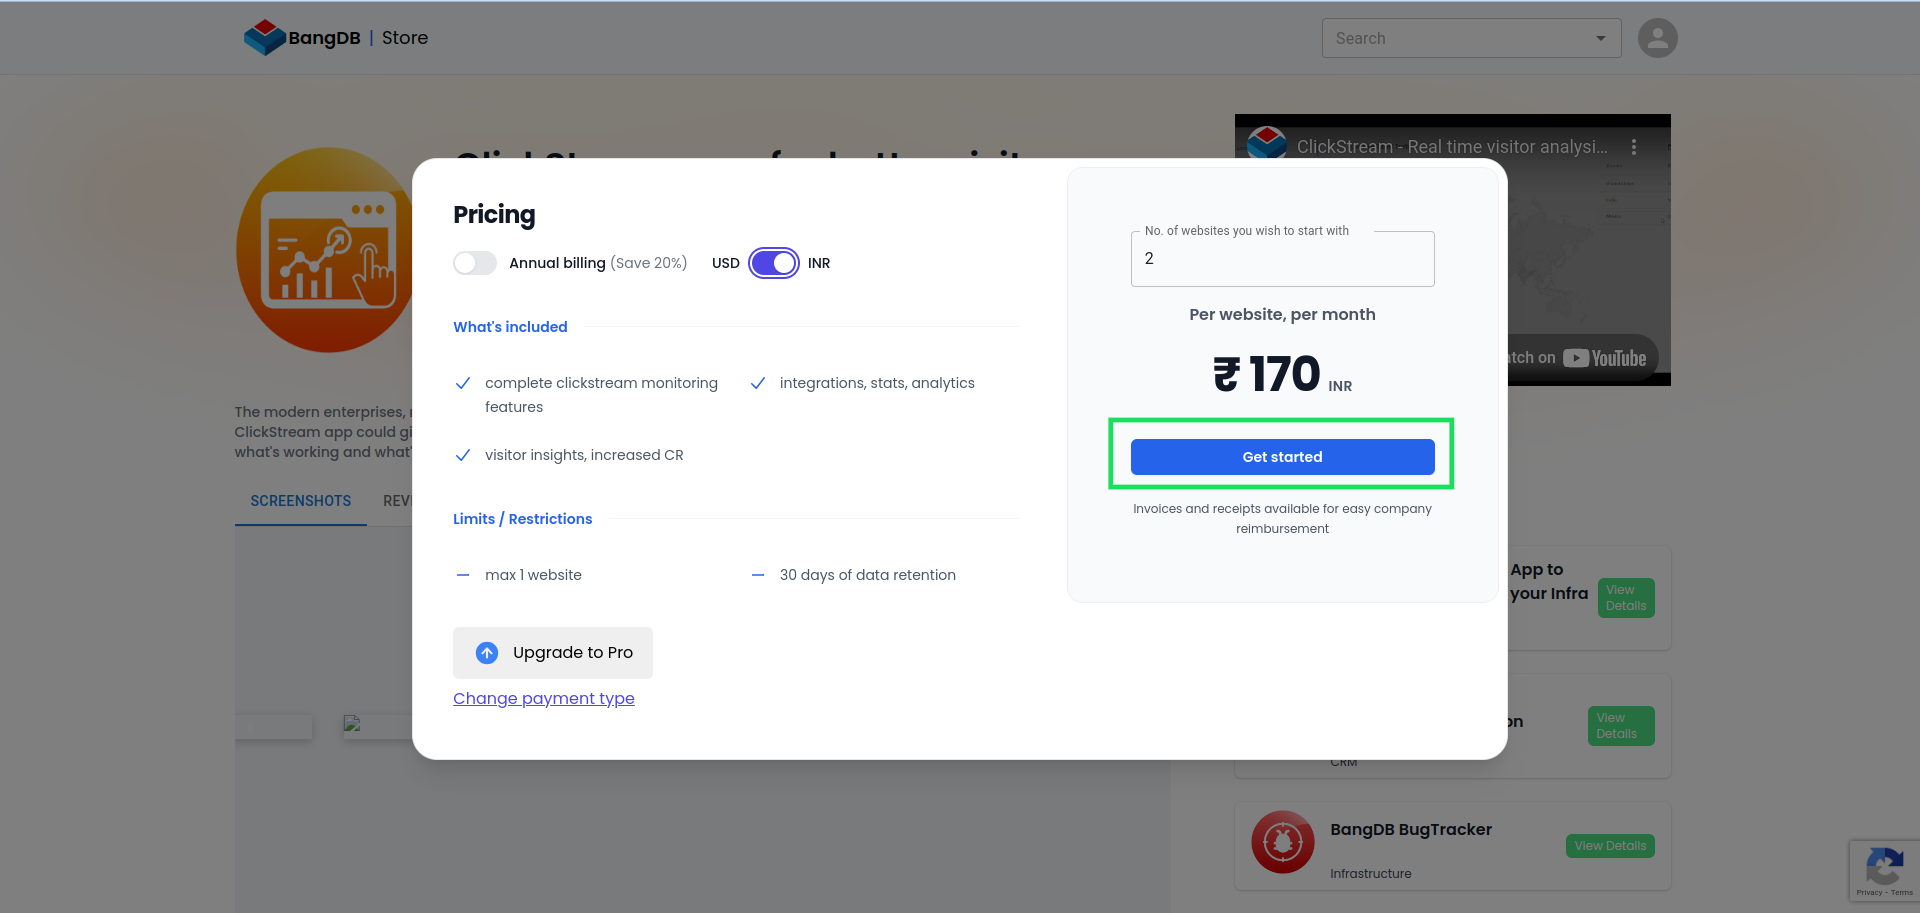 BangDB | Store
Search
ClickStream - Real time visitor analysi...
Pricing
Annual billing (Save 20%) USD INR
No. of websites you wish to start with
2
Per website, per month
₹ 170 INR
Get started
Invoices and receipts available for easy company
reimbursement
What's included
complete clickstream monitoring
features
integrations, stats, analytics
visitor insights, increased CR
Limits / Restrictions
max 1 website
30 days of data retention
Upgrade to Pro
Change payment type
YouTube
The modern enterprises,
ClickStream app could
what's working and what'
SCREENSHOTS
App to
your Infra
View
Details
View
Details
CRM
BangDB BugTracker
View Details
Infrastructure
Privacy - Terms